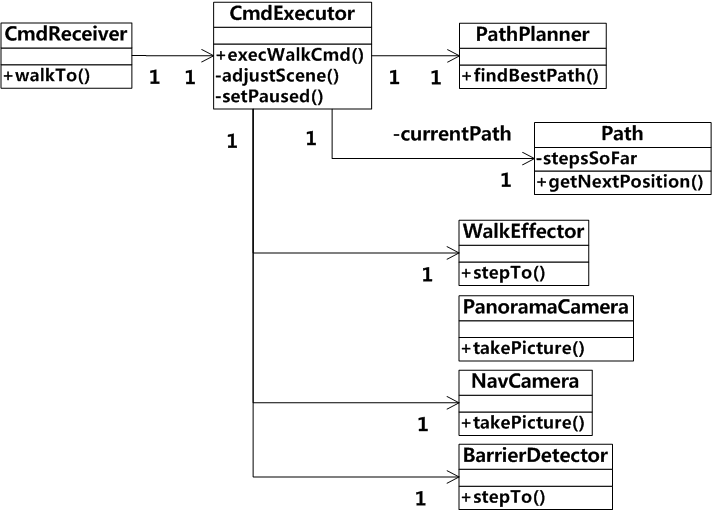 CmdReceiver
+walkTo()
1
1
CmdExecutor
+execWalkCmd()
-adjustScene()
-setPaused()
1
1
PathPlanner
+findBestPath()
1
1
-currentPath
1
Path
-stepsSoFar
+getNextPosition()
WalkEffector
+stepTo()
1
PanoramaCamera
+takePicture()
NavCamera
+takePicture()
1
BarrierDetector
+stepTo()
1